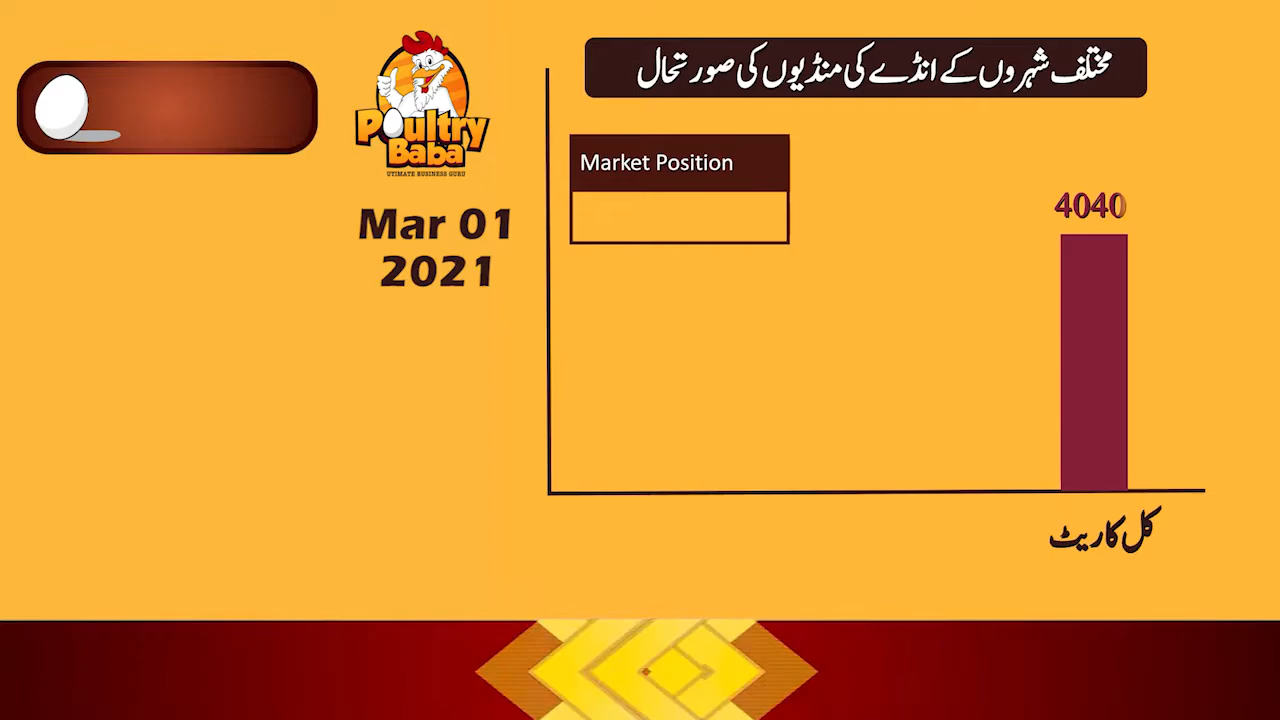 مختلف شہروں کے انڈے کی منڈیوں کی صورتحال
Poultry
Baba
UTIMATE BUSINESS GURU
Mar 01
2021
Market Position
4040
کل کا ریٹ